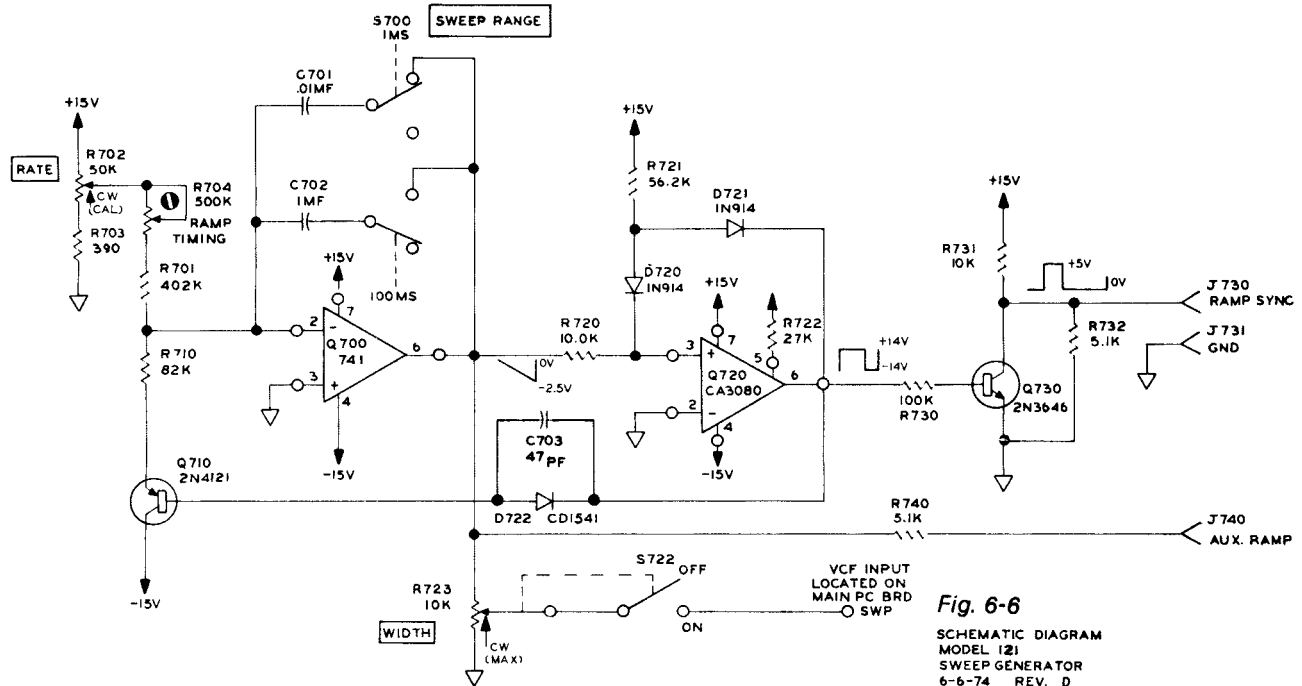 S700
1MS
SWEEP RANGE
C701
.01MF
+15V
RATE
R702
50K
CW
(CAL)
R704
500K
RAMP
TIMING
R703
390
C702
1MF
R701
402K
100MS
+15V
7
2
-
Q700
741
6
3
+
4
-15V
R710
82K
Q710
2N4121
-15V
0V
-2.5V
+15V
R721
56.2K
D721
1N914
D720
1N914
R720
10.0K
+15V
7
R722
27K
3
+
5
Q720
CA3080
6
2
-
4
-15V
C703
47PF
D722
CD1541
+14V
-14V
100K
R730
+15V
R731
10K
+5V
0V
R732
5.1K
Q730
2N3646
J730
RAMP SYNC
J731
GND
R740
5.1K
J740
AUX. RAMP
R723
10K
WIDTH
CW
(MAX)
S722
OFF
ON
VCF INPUT
LOCATED ON
MAIN PC BRD
SWP
Fig. 6-6
SCHEMATIC DIAGRAM
MODEL 121
SWEEP GENERATOR
6-6-74 REV. D